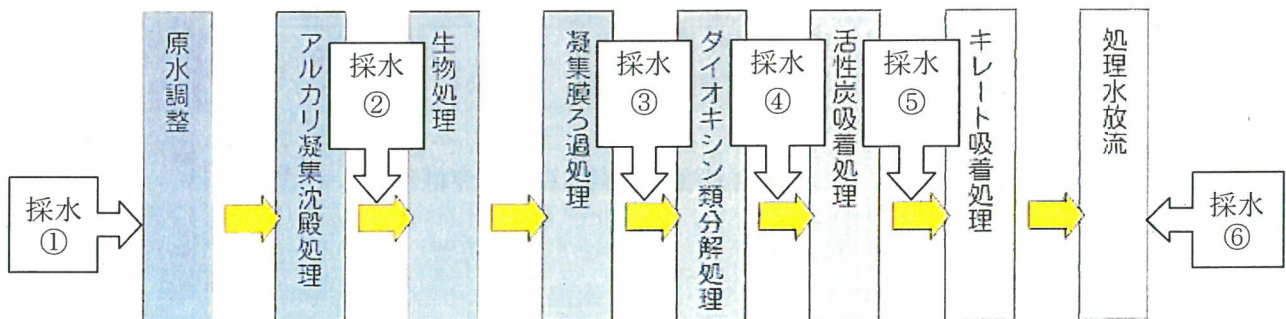 採水
①
原水調整
アルカリ凝集沈殿処理
採水
②
生物処理
凝集膜ろ過処理
採水
③
ダイオキシン類分解処理
採水
④
活性炭吸着処理
採水
⑤
キレート吸着処理
処理水放流
採水
⑥